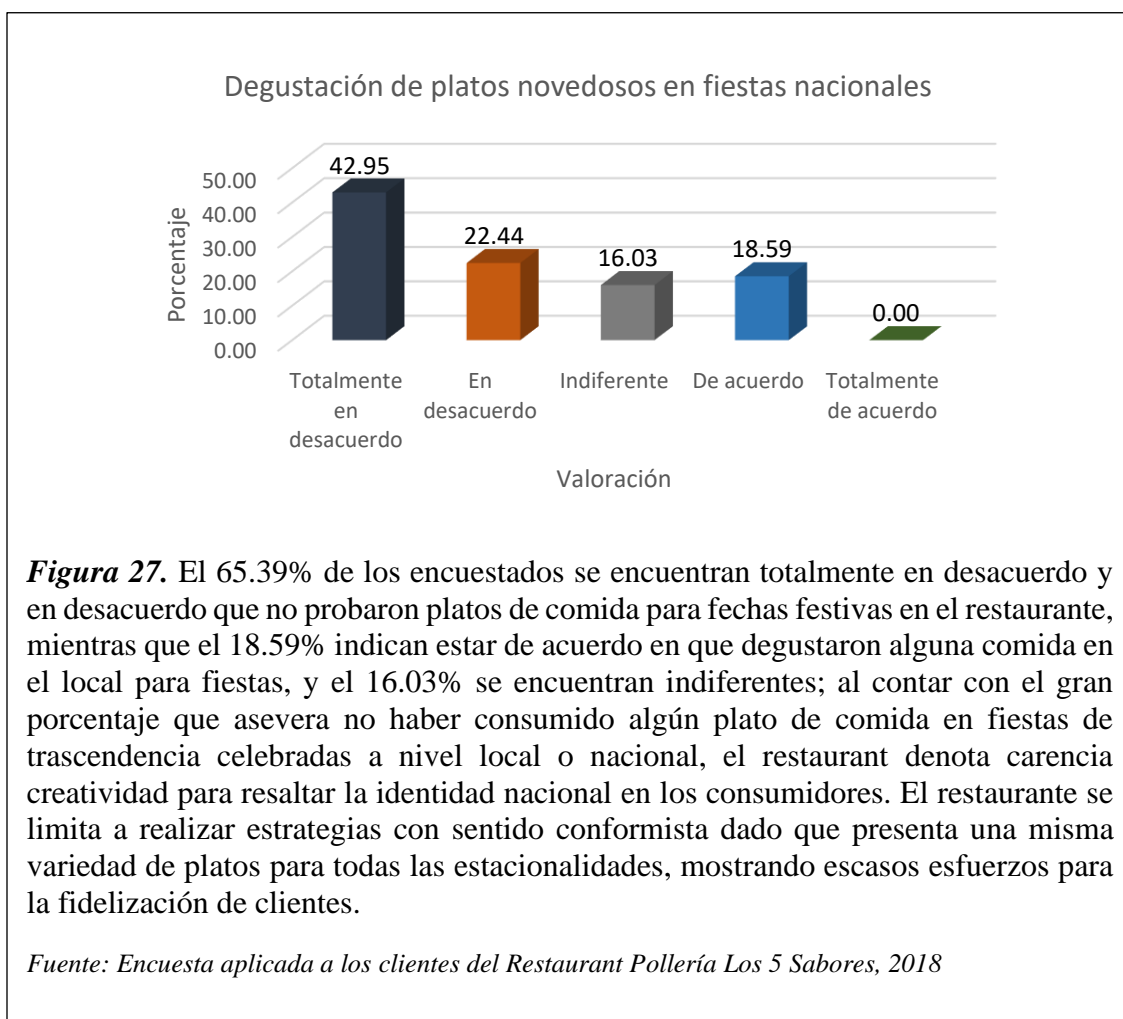 Degustación de platos novedosos en fiestas nacionales
Porcentaje
50.00
40.00
30.00
20.00
10.00
0.00
42.95
22.44
16.03
18.59
0.00
Totalmente
en
desacuerdo
En
desacuerdo
Indiferente
De acuerdo
Totalmente
de acuerdo
Valoración
Figura 27. El 65.39% de los encuestados se encuentran totalmente en desacuerdo y
en desacuerdo que no probaron platos de comida para fechas festivas en el restaurante,
mientras que el 18.59% indican estar de acuerdo en que degustaron alguna comida en
el local para fiestas, y el 16.03% se encuentran indiferentes; al contar con el gran
porcentaje que asevera no haber consumido algún plato de comida en fiestas de
trascendencia celebradas a nivel local o nacional, el restaurant denota carencia
creatividad para resaltar la identidad nacional en los consumidores. El restaurante se
limita a realizar estrategias con sentido conformista dado que presenta una misma
variedad de platos para todas las estacionalidades, mostrando escasos esfuerzos para
la fidelización de clientes.
Fuente: Encuesta aplicada a los clientes del Restaurant Pollería Los 5 Sabores, 2018